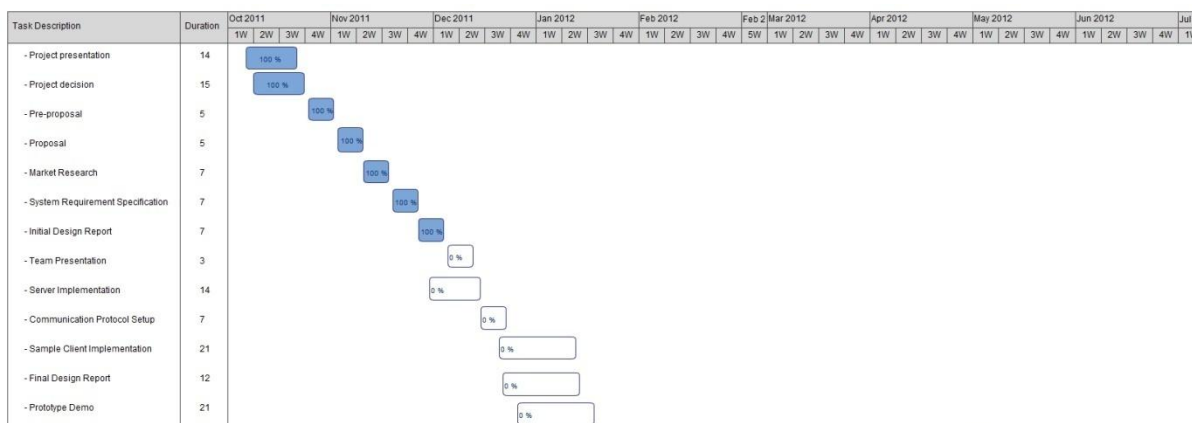 Task Description Duration Oct 2011 Nov 2011 Dec 2011 Jan 2012 Feb 2012 Feb 2 Mar 2012 Apr 2012 May 2012 Jun 2012 Jul
1W 2W 3W 4W 1W 2W 3W 4W 1W 2W 3W 4W 1W 2W 3W 4W 1W 2W 3W 4W 5W 1W 2W 3W 4W 1W 2W 3W 4W 1W 2W 3W 4W 1W 2W 3W 4W
- Project presentation 14 100 %
- Project decision 15 100 %
- Pre-proposal 5 100 %
- Proposal 5 100 %
- Market Research 7 100 %
- System Requirement Specification 7 100 %
- Initial Design Report 7 100 %
- Team Presentation 3 0 %
- Server Implementation 14 0 %
- Communication Protocol Setup 7 0 %
- Sample Client Implementation 21 0 %
- Final Design Report 12 0 %
- Prototype Demo 21 0 %